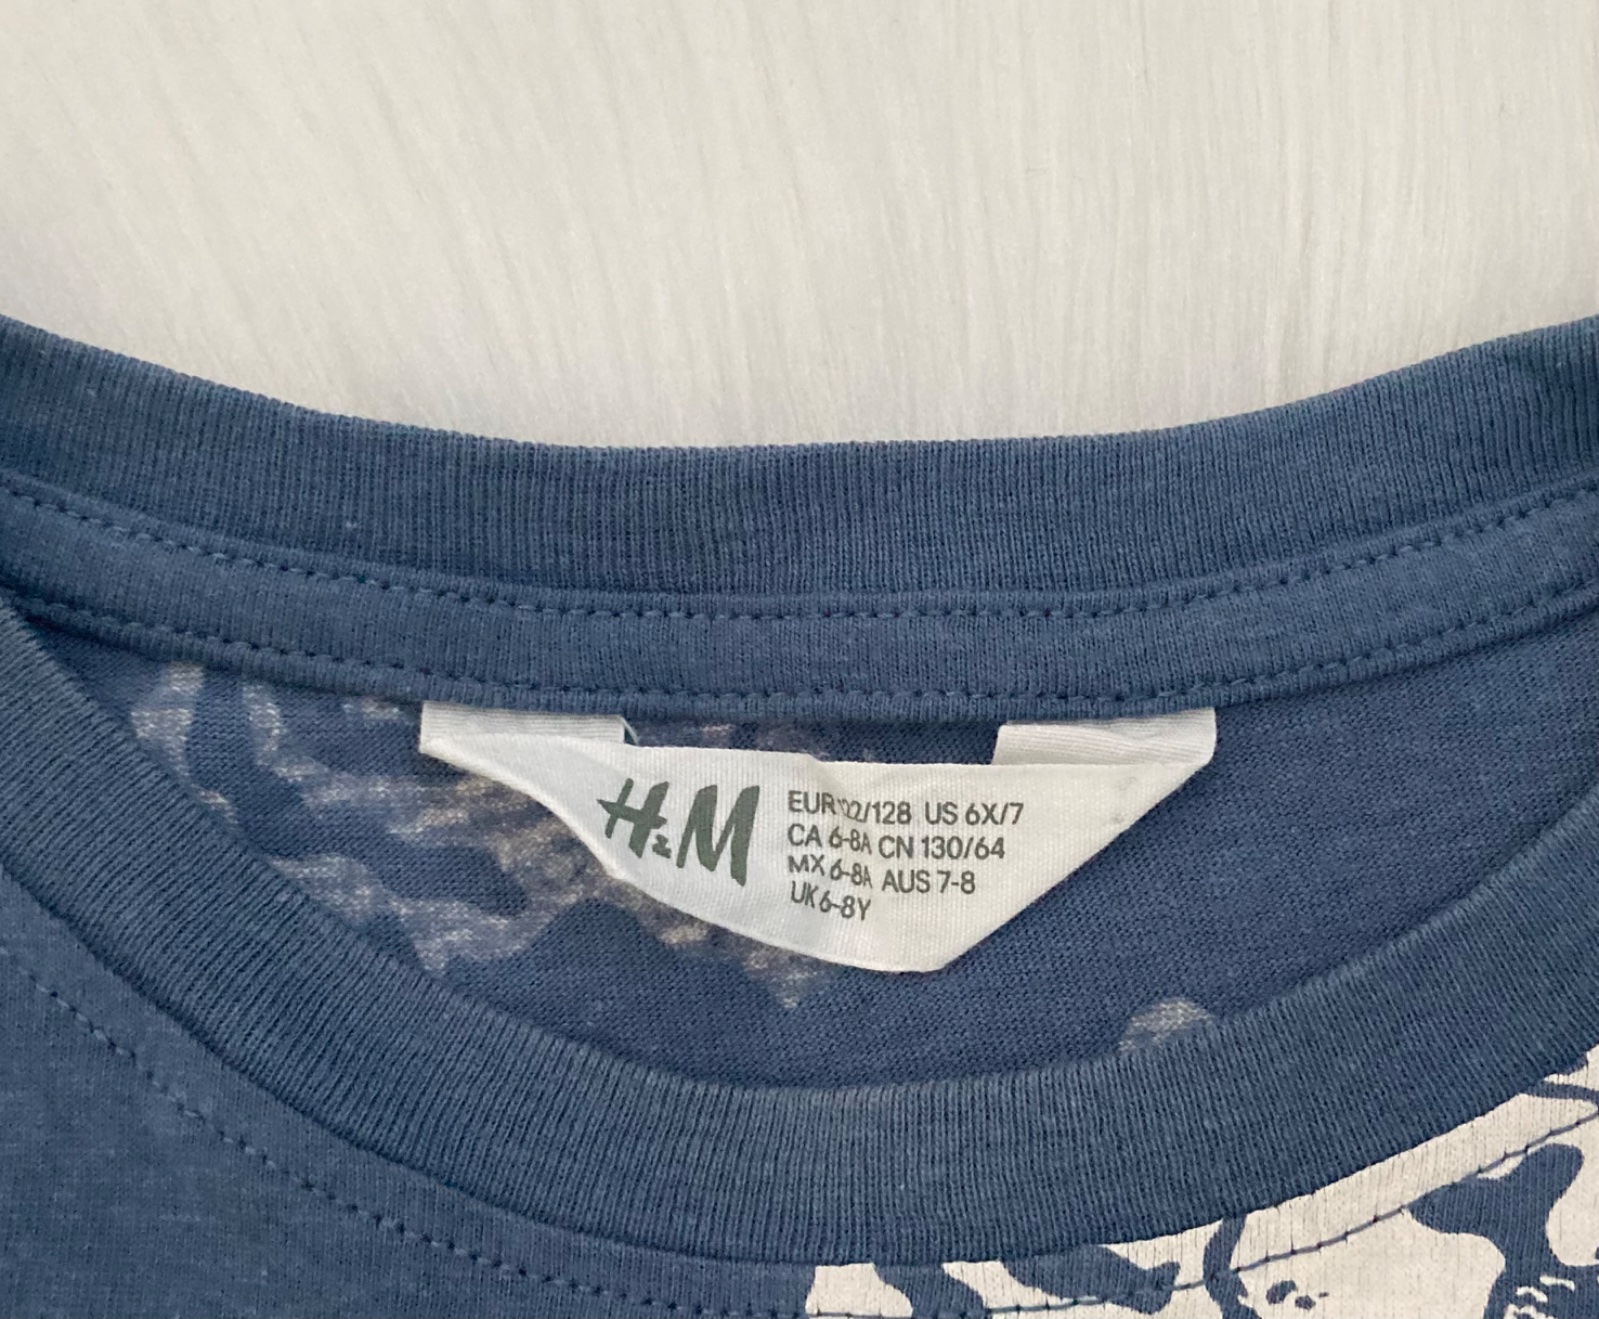 H&M
EUR 122/128 US 6X/7
CA 6-8A CN 130/64
MX 6-8A AUS 7-8
UK 6-8Y